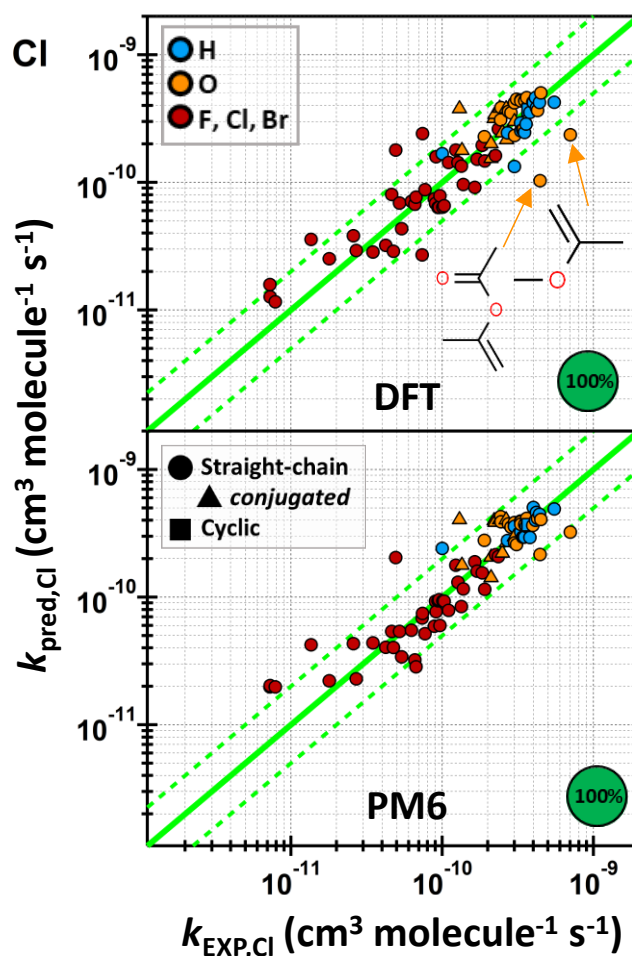 Cl
H
O
F, Cl, Br
10⁻⁹
10⁻¹⁰
10⁻¹¹
O
O
O
DFT
100%
Straight-chain
conjugated
Cyclic
10⁻⁹
10⁻¹⁰
10⁻¹¹
PM6
100%
k_pred,Cl (cm³ molecule⁻¹ s⁻¹)
10⁻¹¹ 10⁻¹⁰ 10⁻⁹
k_EXP,Cl (cm³ molecule⁻¹ s⁻¹)